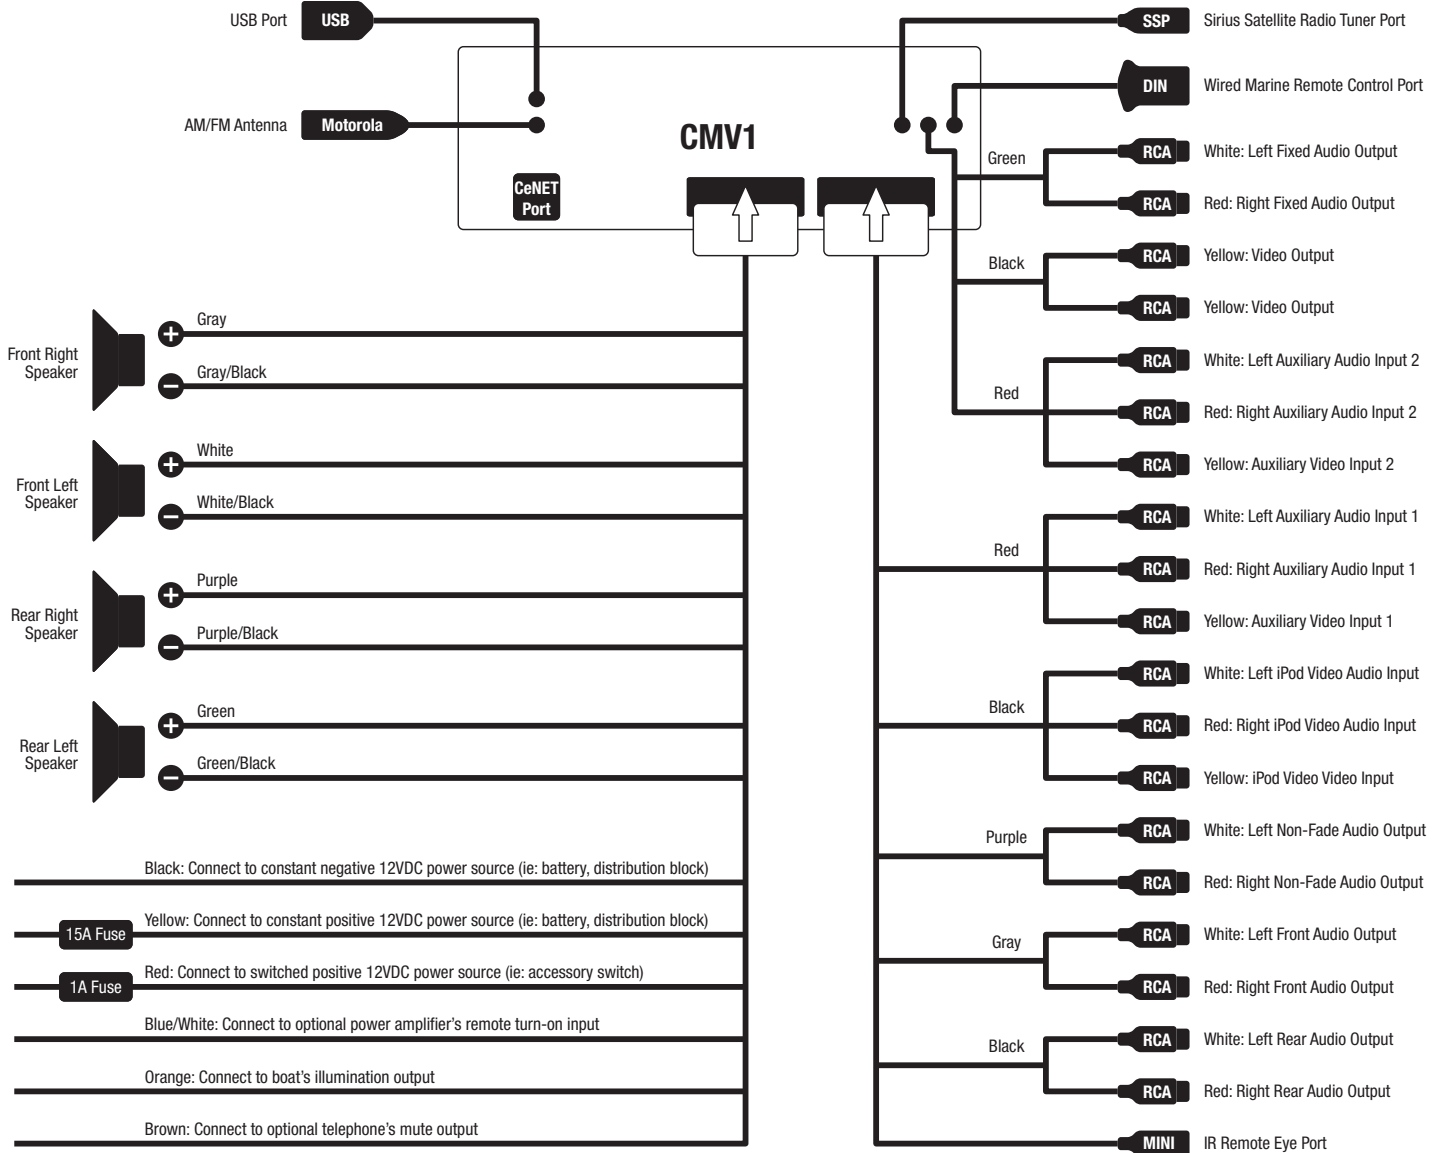 USB Port
USB
AM/FM Antenna
Motorola
CMV1
CeNET
Port
SSP
Sirius Satellite Radio Tuner Port
DIN
Wired Marine Remote Control Port
Green
RCA
White: Left Fixed Audio Output
RCA
Red: Right Fixed Audio Output
Black
RCA
Yellow: Video Output
RCA
Yellow: Video Output
Red
RCA
White: Left Auxiliary Audio Input 2
RCA
Red: Right Auxiliary Audio Input 2
RCA
Yellow: Auxiliary Video Input 2
Red
RCA
White: Left Auxiliary Audio Input 1
RCA
Red: Right Auxiliary Audio Input 1
RCA
Yellow: Auxiliary Video Input 1
Black
RCA
White: Left iPod Video Audio Input
RCA
Red: Right iPod Video Audio Input
RCA
Yellow: iPod Video Video Input
Purple
RCA
White: Left Non-Fade Audio Output
RCA
Red: Right Non-Fade Audio Output
Gray
RCA
White: Left Front Audio Output
RCA
Red: Right Front Audio Output
Black
RCA
White: Left Rear Audio Output
RCA
Red: Right Rear Audio Output
MINI
IR Remote Eye Port
Front Right
Speaker
+
Gray
−
Gray/Black
Front Left
Speaker
+
White
−
White/Black
Rear Right
Speaker
+
Purple
−
Purple/Black
Rear Left
Speaker
+
Green
−
Green/Black
Black: Connect to constant negative 12VDC power source (ie: battery, distribution block)
Yellow: Connect to constant positive 12VDC power source (ie: battery, distribution block)
15A Fuse
Red: Connect to switched positive 12VDC power source (ie: accessory switch)
1A Fuse
Blue/White: Connect to optional power amplifier's remote turn-on input
Orange: Connect to boat's illumination output
Brown: Connect to optional telephone's mute output